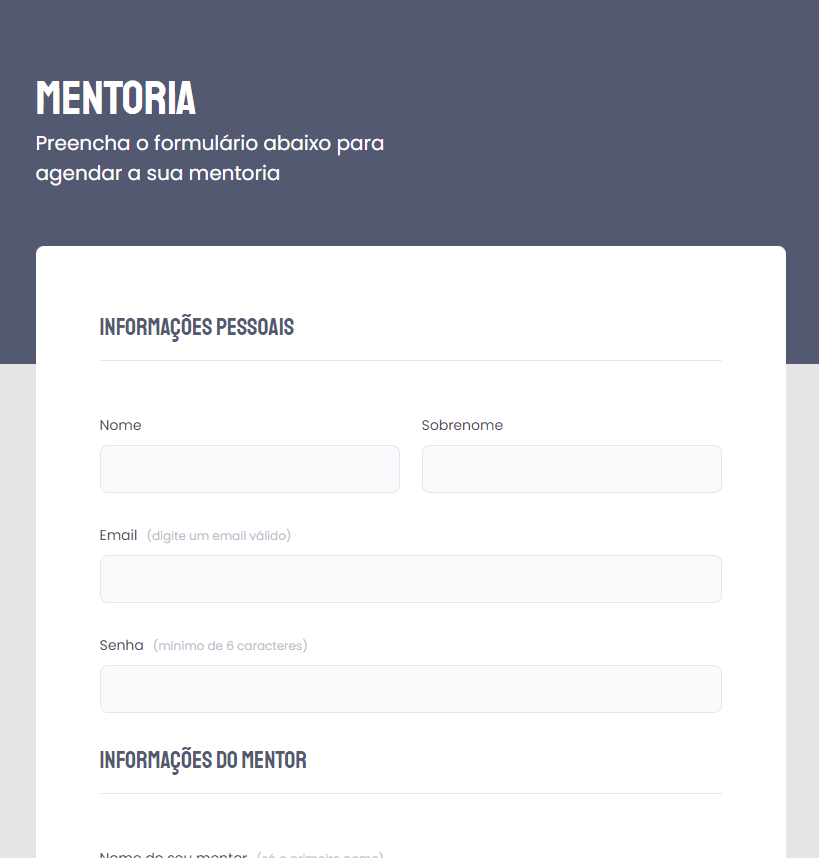 MENTORIA
Preencha o formulário abaixo para
agendar a sua mentoria
INFORMAÇÕES PESSOAIS
Nome Sobrenome
Email (digite um email válido)
Senha (mínimo de 6 caracteres)
INFORMAÇÕES DO MENTOR
Nome do seu mentor (só o primeiro nome)